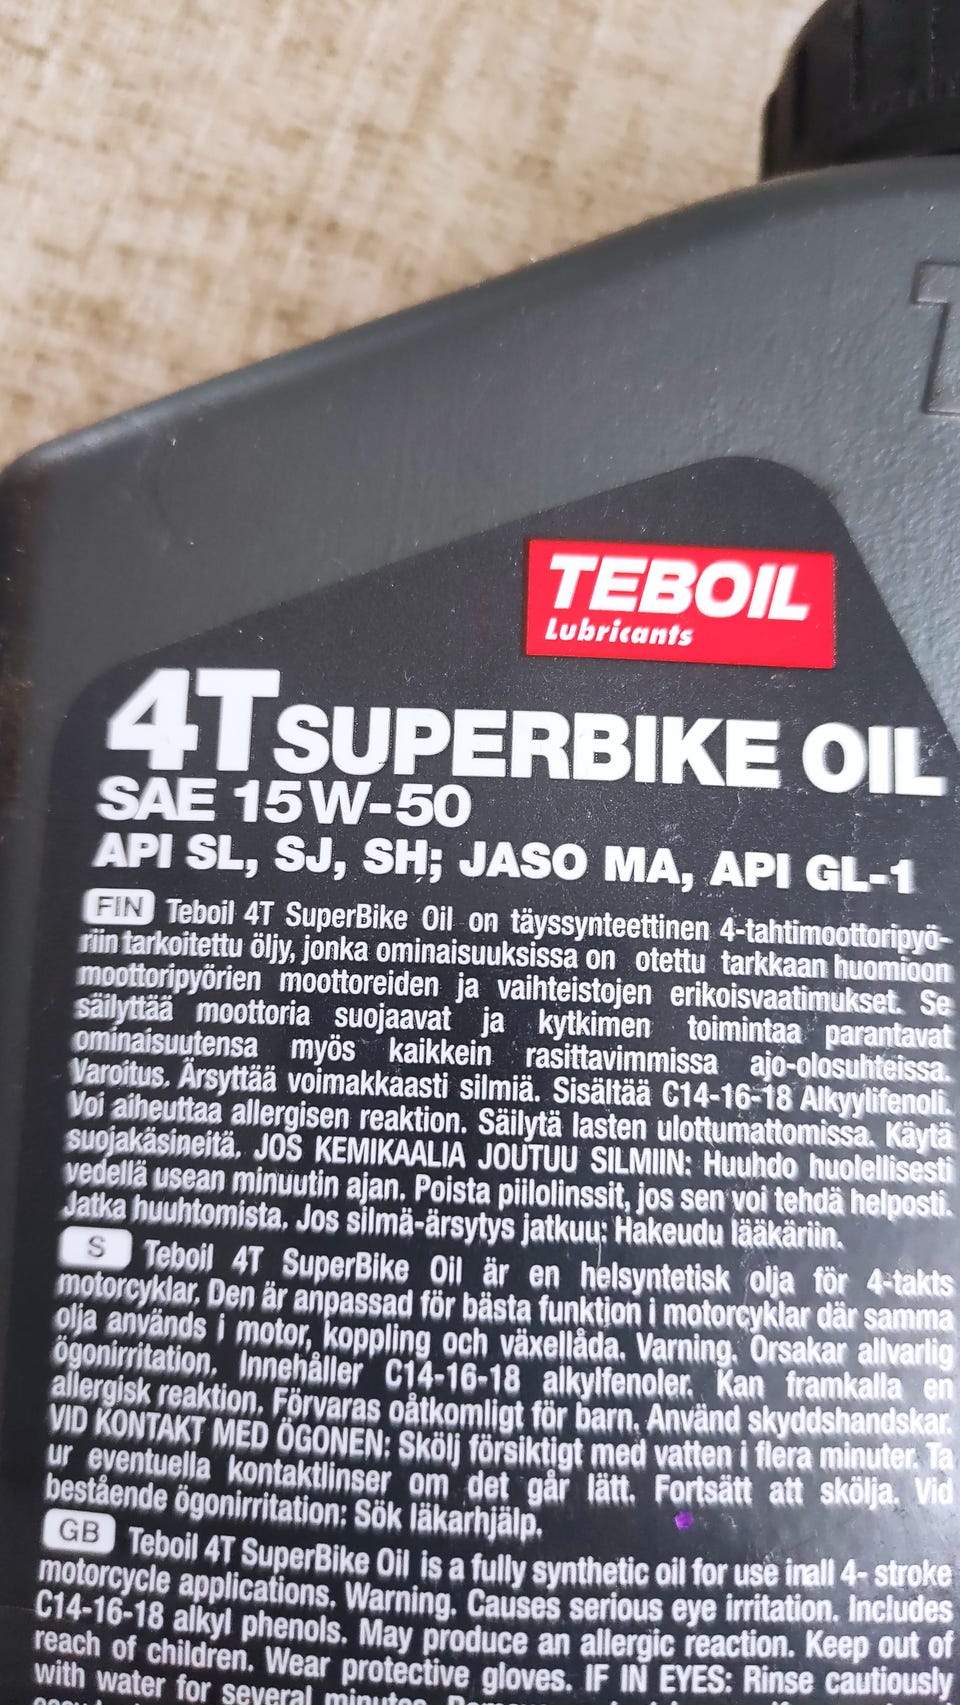 TEBOIL
Lubricants
4T SUPERBIKE OIL
SAE 15W-50
API SL, SJ, SH; JASO MA, API GL-1
FIN Teboil 4T SuperBike Oil on täyssynteettinen 4-tahtimoottoripyö-
riin tarkoitettu öljy, jonka ominaisuuksissa on otettu tarkkaan huomioon
moottoripyörien moottoreiden ja vaihteistojen erikoisvaatimukset. Se
säilyttää moottoria suojaavat ja kytkimen toimintaa parantavat
ominaisuutensa myös kaikkein rasittavimmissa ajo-olosuhteissa.
Varoitus. Ärsyttää voimakkaasti silmiä. Sisältää C14-16-18 Alkyylifenoli.
Voi aiheuttaa allergisen reaktion. Säilytä lasten ulottumattomissa. Käytä
suojakäsineitä. JOS KEMIKAALIA JOUTUU SILMIIN: Huuhdo huolellisesti
vedellä usean minuutin ajan. Poista piilolinssit, jos sen voi tehdä helposti.
Jatka huuhtomista. Jos silmä-ärsytys jatkuu: Hakeudu lääkäriin.
S Teboil 4T SuperBike Oil är en helsyntetisk olja för 4-takts
motorcyklar. Den är anpassad för bästa funktion i motorcyklar där samma
olja används i motor, koppling och växellåda. Varning. Orsakar allvarlig
ögonirritation. Innehåller C14-16-18 alkylfenoler. Kan framkalla en
allergisk reaktion. Förvaras oåtkomligt för barn. Använd skyddshandskar.
VID KONTAKT MED ÖGONEN: Skölj försiktigt med vatten i flera minuter. Ta
ur eventuella kontaktlinser om det går lätt. Fortsätt att skölja. Vid
bestående ögonirritation: Sök läkarhjälp.
GB Teboil 4T SuperBike Oil is a fully synthetic oil for use inall 4- stroke
motorcycle applications. Warning. Causes serious eye irritation. Includes
C14-16-18 alkyl phenols. May produce an allergic reaction. Keep out of
reach of children. Wear protective gloves. IF IN EYES: Rinse cautiously
with water for several minutes.